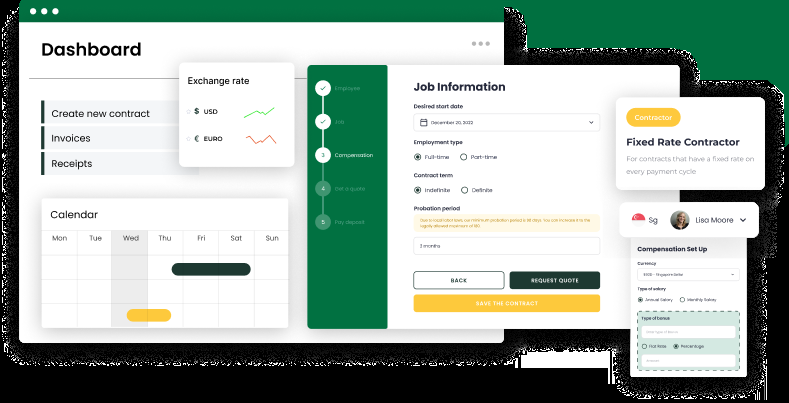 Dashboard
Exchange rate
$ USD
€ EURO
Create new contract
Invoices
Receipts
Calendar
Mon Tue Wed Thu Fri Sat Sun
Employee
Job
3 Compensation
4 Get a quote
5 Pay deposit
Job Information
Desired start date
December 20, 2022
Employment type
Full-time Part-time
Contract term
Indefinite Definite
Probation period
3 months
BACK REQUEST QUOTE
SAVE THE CONTRACT
Contractor
Fixed Rate Contractor
For contracts that have a fixed rate on
every payment cycle
Sg Lisa Moore
Compensation Set Up
Currency
Type of salary
Annual Salary Monthly Salary
Type of bonus
Flat Rate Percentage